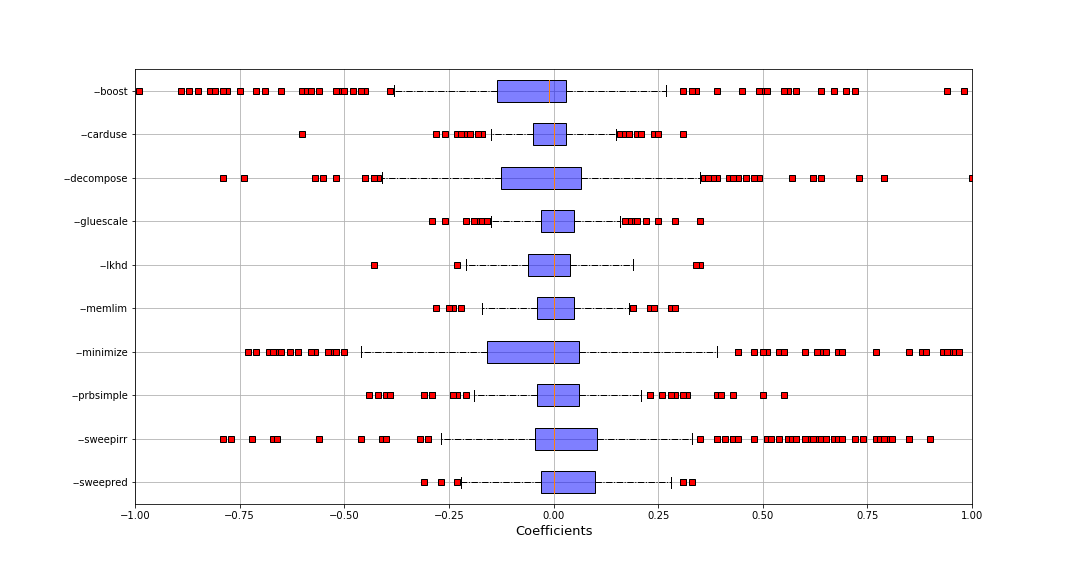 −boost
−carduse
−decompose
−gluescale
−lkhd
−memlim
−minimize
−prbsimple
−sweepirr
−sweepred
−1.00 −0.75 −0.50 −0.25 0.00 0.25 0.50 0.75 1.00
Coefficients